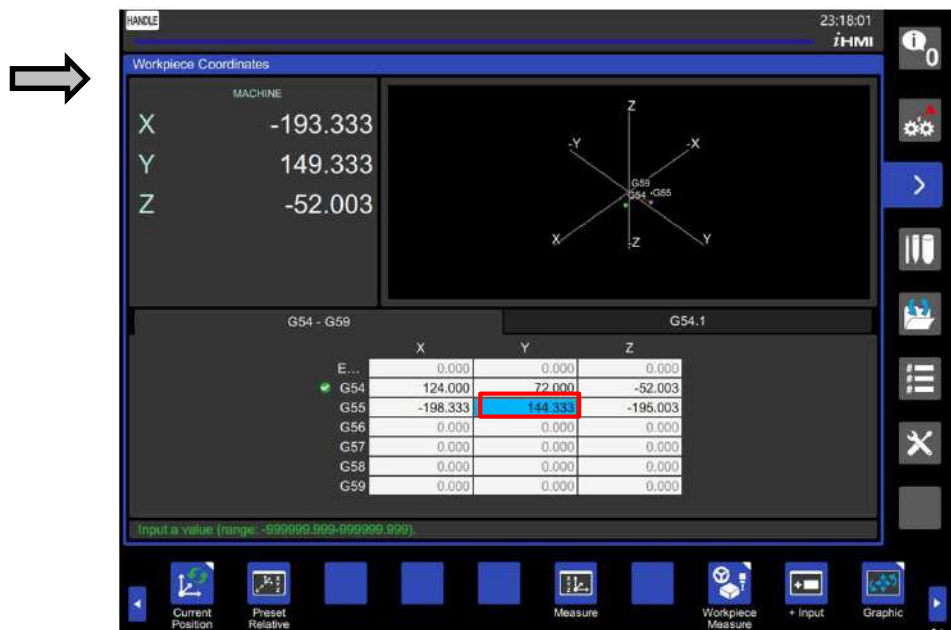 HANDLE
23:18:01
iHMI
0
Workpiece Coordinates
MACHINE
X -193.333
Y 149.333
Z -52.003
Z
-Y
-X
G59
G54
G55
X
-Z
Y
G54 - G59
G54.1
X Y Z
E... 0.000 0.000 0.000
G54 124.000 72.000 -52.003
G55 -198.333 144.333 -195.003
G56 0.000 0.000 0.000
G57 0.000 0.000 0.000
G58 0.000 0.000 0.000
G59 0.000 0.000 0.000
Input a value (range: -999999.999-999999.999).
Current
Position
Preset
Relative
Measure
Workpiece
Measure
+ Input
Graphic